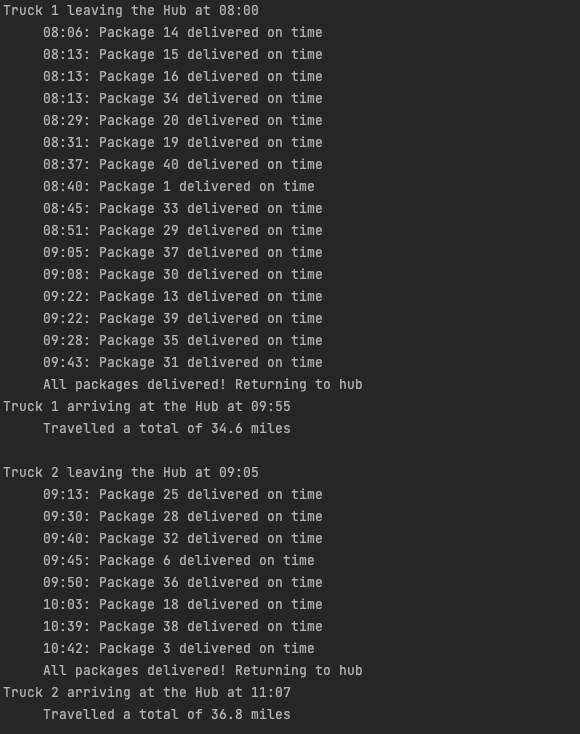 Truck 1 leaving the Hub at 08:00
08:06: Package 14 delivered on time
08:13: Package 15 delivered on time
08:13: Package 16 delivered on time
08:13: Package 34 delivered on time
08:29: Package 20 delivered on time
08:31: Package 19 delivered on time
08:37: Package 40 delivered on time
08:40: Package 1 delivered on time
08:45: Package 33 delivered on time
08:51: Package 29 delivered on time
09:05: Package 37 delivered on time
09:08: Package 30 delivered on time
09:22: Package 13 delivered on time
09:22: Package 39 delivered on time
09:28: Package 35 delivered on time
09:43: Package 31 delivered on time
All packages delivered! Returning to hub
Truck 1 arriving at the Hub at 09:55
Travelled a total of 34.6 miles
Truck 2 leaving the Hub at 09:05
09:13: Package 25 delivered on time
09:30: Package 28 delivered on time
09:40: Package 32 delivered on time
09:45: Package 6 delivered on time
09:50: Package 36 delivered on time
10:03: Package 18 delivered on time
10:39: Package 38 delivered on time
10:42: Package 3 delivered on time
All packages delivered! Returning to hub
Truck 2 arriving at the Hub at 11:07
Travelled a total of 36.8 miles